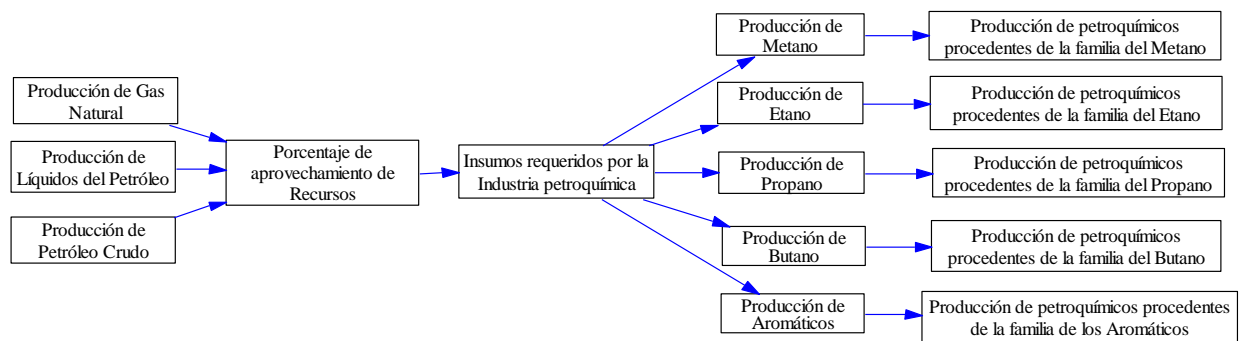 Producción de Gas
Natural
Producción de
Líquidos del Petróleo
Producción de
Petróleo Crudo
Porcentaje de
aprovechamiento de
Recursos
Insumos requeridos por la
Industria petroquímica
Producción de
Metano
Producción de petroquímicos
procedentes de la familia del Metano
Producción de
Etano
Producción de petroquímicos
procedentes de la familia del Etano
Producción de
Propano
Producción de petroquímicos
procedentes de la familia del Propano
Producción de
Butano
Producción de petroquímicos
procedentes de la familia del Butano
Producción de
Aromáticos
Producción de petroquímicos procedentes
de la familia de los Aromáticos